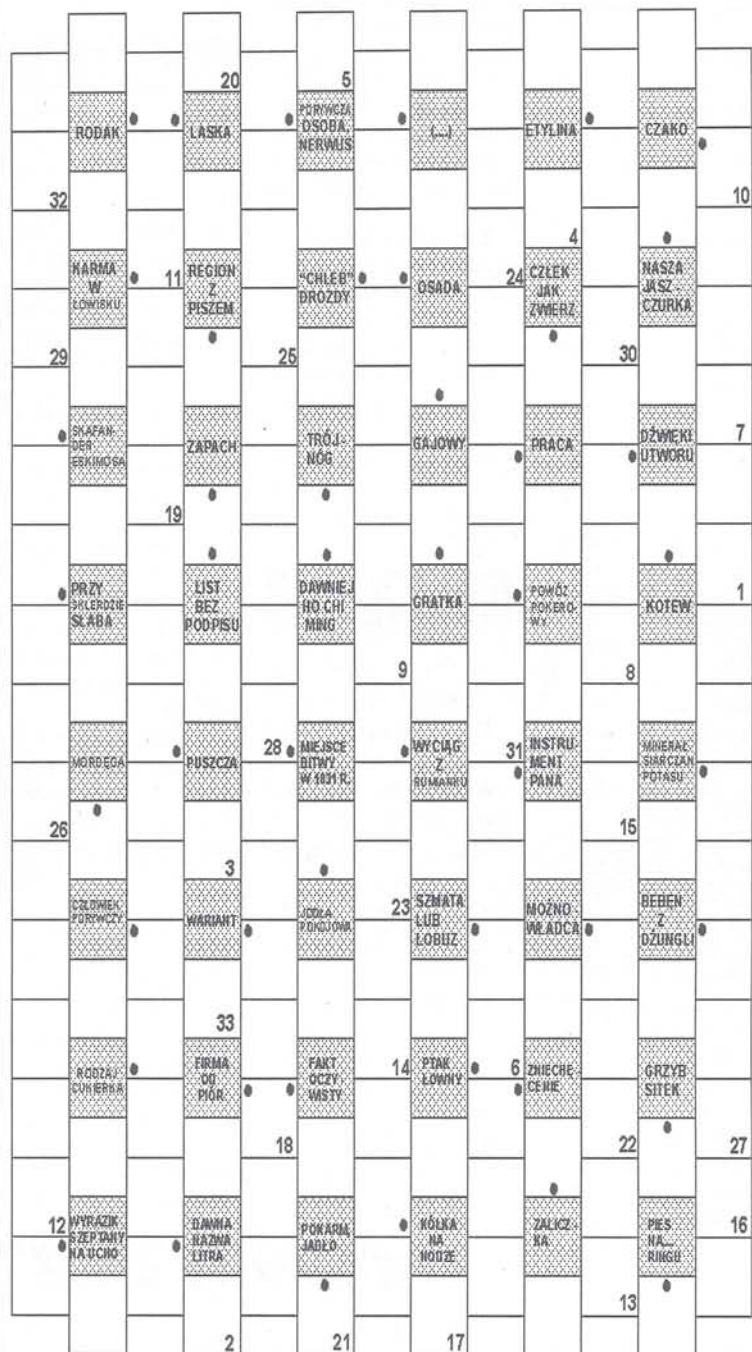 20
5
RODAK
LASKA
PORYWCZA
OSOBA,
NERWUS
(....)
ETYLINA
CZAKO
32
10
4
KARMA
W
ŁOWISKU
11
REGION
Z
PISZEM
"CHLEB"
DROZDY
OSADA
24
CZŁEK
JAK
ZWIERZ
NASZA
JASZ-
CZURKA
29
25
30
SKAFAN-
DER
ESKIMOSA
ZAPACH
TRÓJ-
NÓG
GAJOWY
PRACA
DŹWIĘKI
UTWORU
7
19
PRZY
SKLERDZIE
SŁABA
LIST
BEZ
PODPISU
DAWNIEJ
HO CHI
MING
GRATKA
POWÓZ
POKERO-
WY
KOTEW
1
9
8
MORDĘGA
PUSZCZA
28
MIEJSCE
BITWY
W 1831 R.
WYCIĄG
Z
RUMIANKU
31
INSTRU
MENT
PANA
MINERAŁ
SIARCZAN
POTASU
26
15
3
CZŁOWIEK
PORYWCZY
WARIANT
JODŁA
POKOJOWA
23
SZMATA
LUB
ŁOBUZ
MOŻNO
WŁADCA
BĘBEN
Z
DŻUNGLI
33
RODZAJ
CUKIERKA
FIRMA
OD
PIÓR
FAKT
OCZY
WISTY
14
PTAK
ŁOWNY
6
ZNIECHĘ-
CENIE
GRZYB
SITEK
18
22
27
12
WYRAZIK
SZEPTANY
NA UCHO
DAWNA
NAZWA
LITRA
POKARM,
JADŁO
KÓŁKA
NA
NODZE
ZALICZ-
KA
PIES
NA...
RINGU
16
13
2
21
17